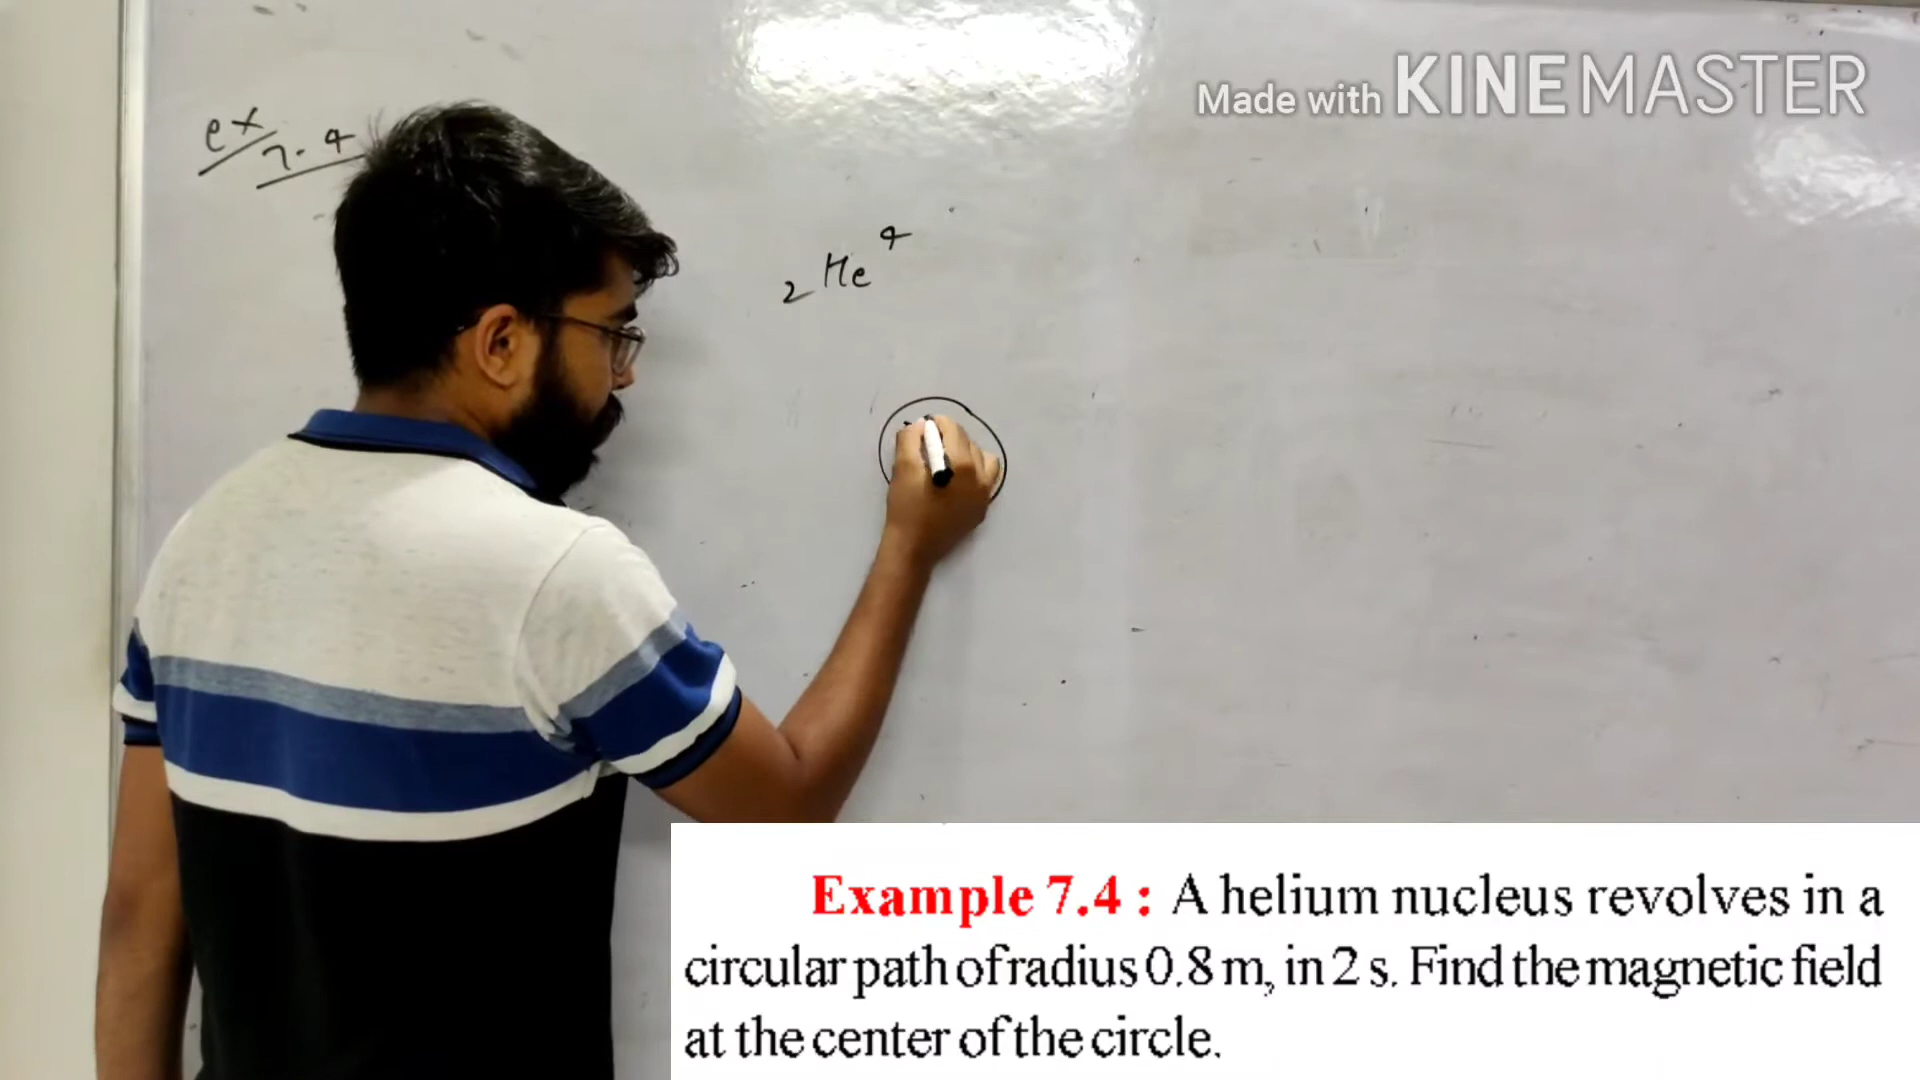 Made with KINEMASTER
ex 7.4
₂He⁴
Example 7.4 : A helium nucleus revolves in a
circular path of radius 0.8 m, in 2 s. Find the magnetic field
at the center of the circle.